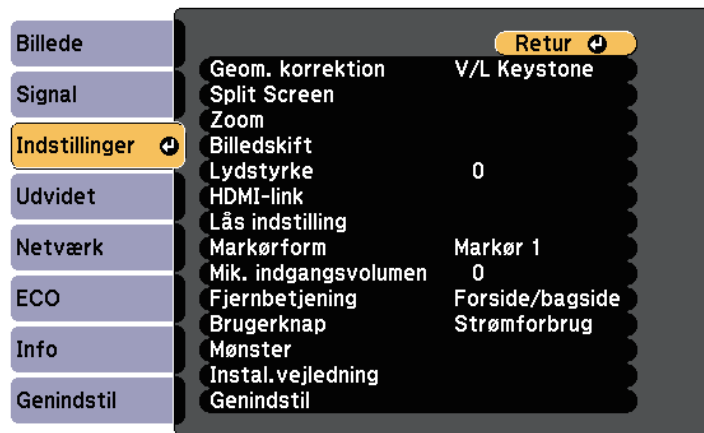 Billede
Signal
Indstillinger
Udvidet
Netværk
ECO
Info
Genindstil
Retur
Geom. korrektion V/L Keystone
Split Screen
Zoom
Billedskift
Lydstyrke 0
HDMI-link
Lås indstilling
Markørform Markør 1
Mik. indgangsvolumen 0
Fjernbetjening Forside/bagside
Brugerknap Strømforbrug
Mønster
Instal.vejledning
Genindstil